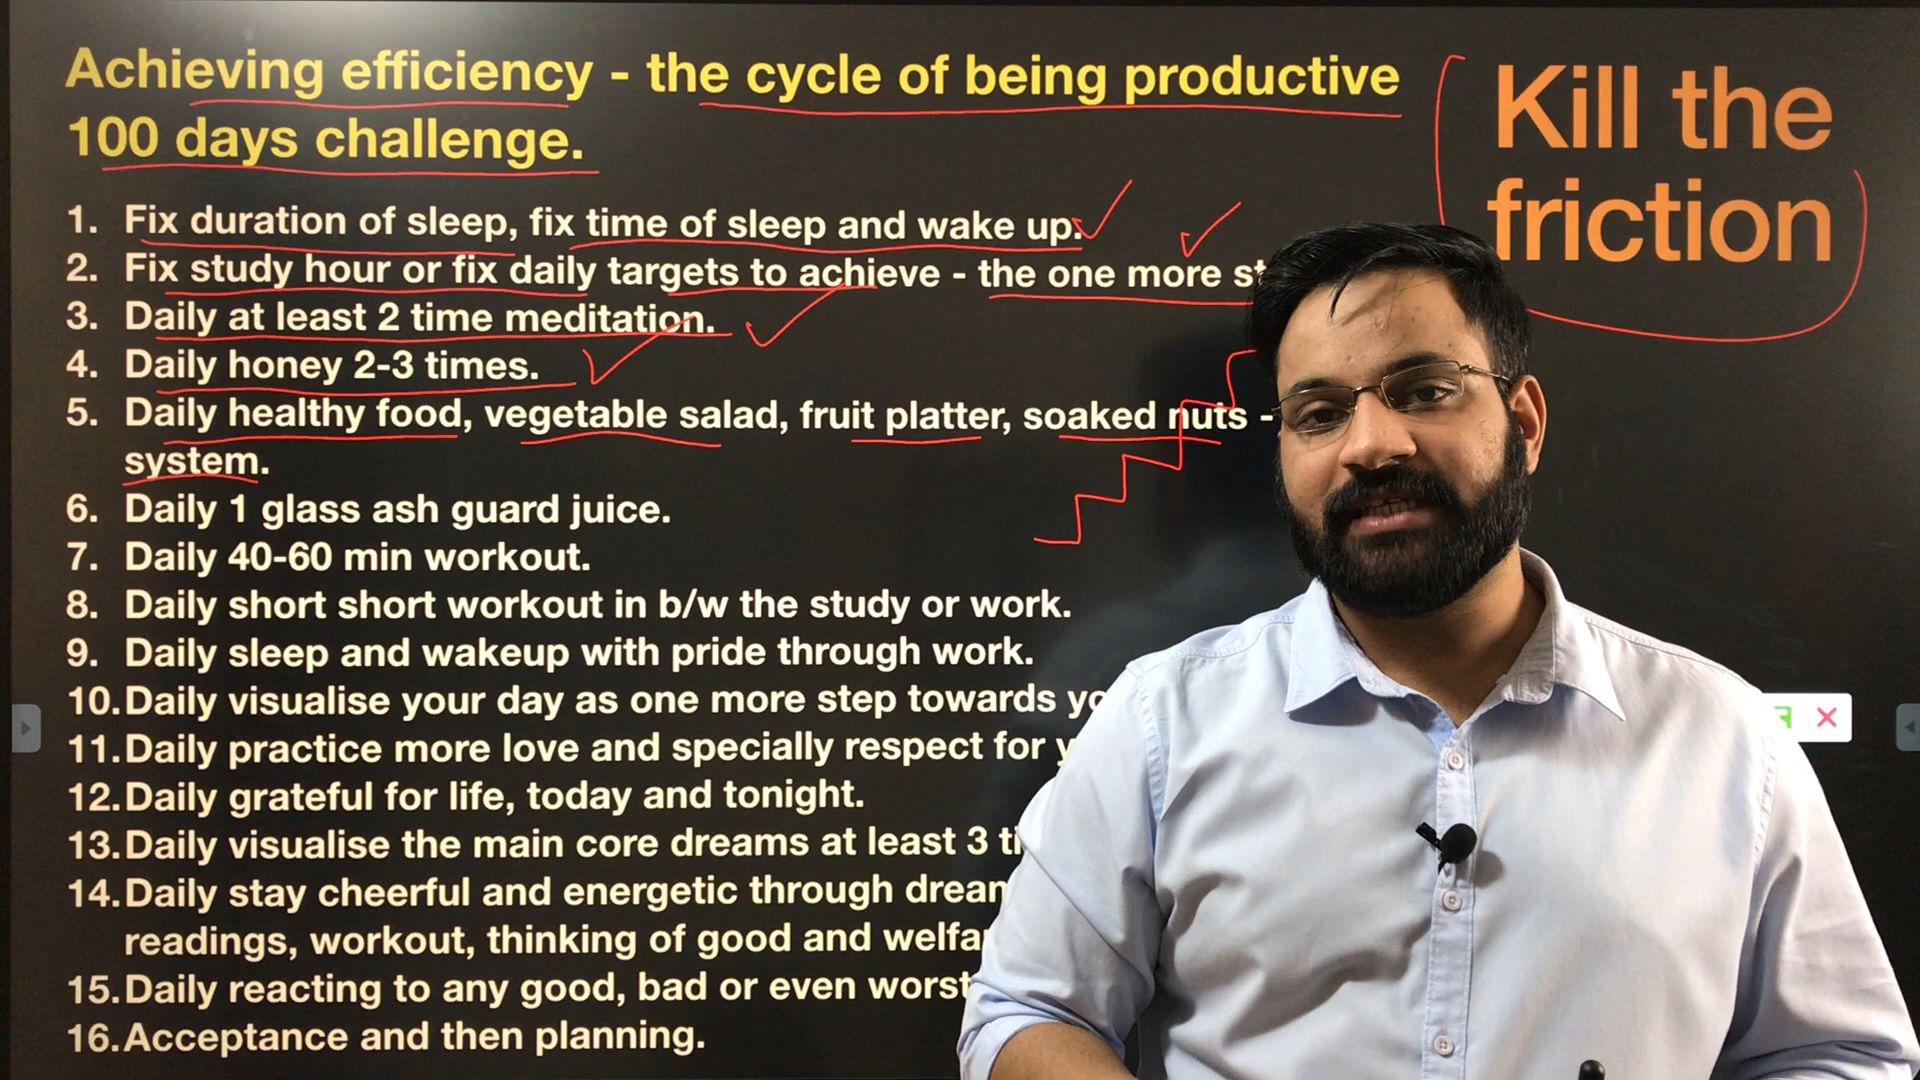 Achieving efficiency - the cycle of being productive
100 days challenge.
Kill the
friction
1. Fix duration of sleep, fix time of sleep and wake up.
2. Fix study hour or fix daily targets to achieve - the one more
3. Daily at least 2 time meditation.
4. Daily honey 2-3 times.
5. Daily healthy food, vegetable salad, fruit platter, soaked nuts -
system.
6. Daily 1 glass ash guard juice.
7. Daily 40-60 min workout.
8. Daily short short workout in b/w the study or work.
9. Daily sleep and wakeup with pride through work.
10. Daily visualise your day as one more step towards
11. Daily practice more love and specially respect for
12. Daily grateful for life, today and tonight.
13. Daily visualise the main core dreams at least 3
14. Daily stay cheerful and energetic through
readings, workout, thinking of good and
15. Daily reacting to any good, bad or even worst
16. Acceptance and then planning.